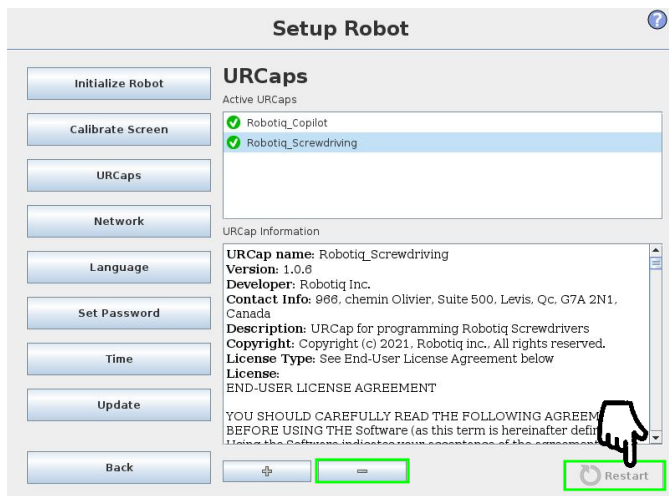 Setup Robot
?
Initialize Robot
Calibrate Screen
URCaps
Network
Language
Set Password
Time
Update
Back
URCaps
Active URCaps
Robotiq_Copilot
Robotiq_Screwdriving
URCap Information
URCap name: Robotiq_Screwdriving
Version: 1.0.6
Developer: Robotiq Inc.
Contact Info: 966, chemin Olivier, Suite 500, Levis, Qc, G7A 2N1,
Canada
Description: URCap for programming Robotiq Screwdrivers
Copyright: Copyright (c) 2021, Robotiq inc., All rights reserved.
License Type: See End-User License Agreement below
License:
END-USER LICENSE AGREEMENT
YOU SHOULD CAREFULLY READ THE FOLLOWING
BEFORE USING THE Software (as this term is hereinafter
Restart